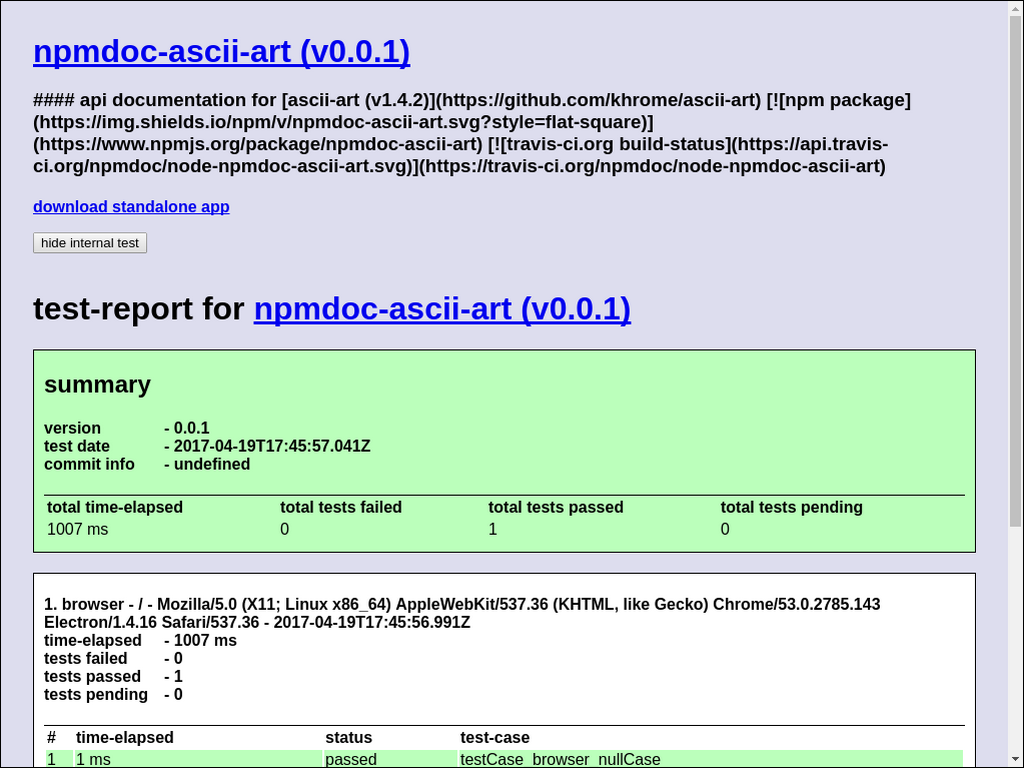 npmdoc-ascii-art (v0.0.1)
#### api documentation for [ascii-art (v1.4.2)](https://github.com/khrome/ascii-art) [![npm package]
(https://img.shields.io/npm/v/npmdoc-ascii-art.svg?style=flat-square)]
(https://www.npmjs.org/package/npmdoc-ascii-art) [![travis-ci.org build-status](https://api.travis-
ci.org/npmdoc/node-npmdoc-ascii-art.svg)](https://travis-ci.org/npmdoc/node-npmdoc-ascii-art)
download standalone app
hide internal test
test-report for npmdoc-ascii-art (v0.0.1)
summary
version - 0.0.1
test date - 2017-04-19T17:45:57.041Z
commit info - undefined
total time-elapsed total tests failed total tests passed total tests pending
1007 ms 0 1 0
1. browser - / - Mozilla/5.0 (X11; Linux x86_64) AppleWebKit/537.36 (KHTML, like Gecko) Chrome/53.0.2785.143
Electron/1.4.16 Safari/537.36 - 2017-04-19T17:45:56.991Z
time-elapsed - 1007 ms
tests failed - 0
tests passed - 1
tests pending - 0
# time-elapsed status test-case
1 1 ms passed testCase_browser_nullCase